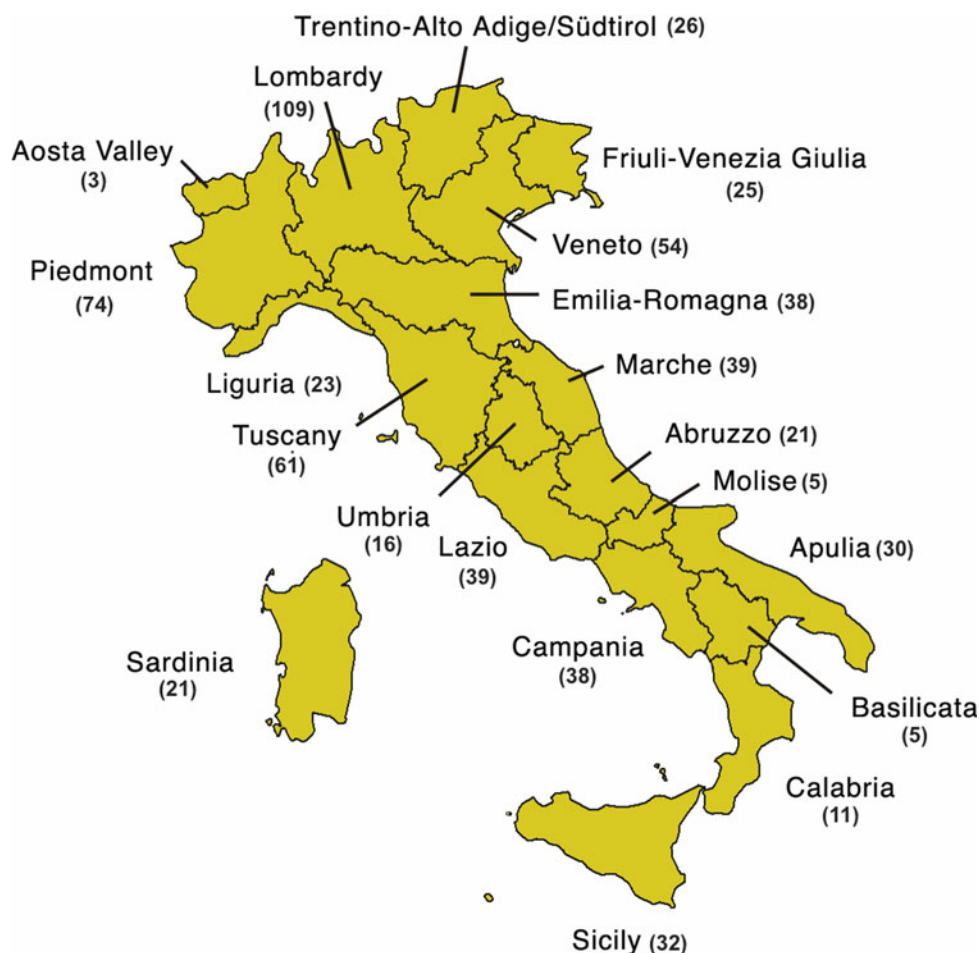 Trentino-Alto Adige/Südtirol (26)
Lombardy
(109)
Aosta Valley
(3)
Friuli-Venezia Giulia
(25)
Veneto (54)
Piedmont
(74)
Emilia-Romagna (38)
Marche (39)
Liguria (23)
Tuscany
(61)
Abruzzo (21)
Molise (5)
Umbria
(16)
Lazio
(39)
Apulia (30)
Campania
(38)
Sardinia
(21)
Basilicata
(5)
Calabria
(11)
Sicily (32)